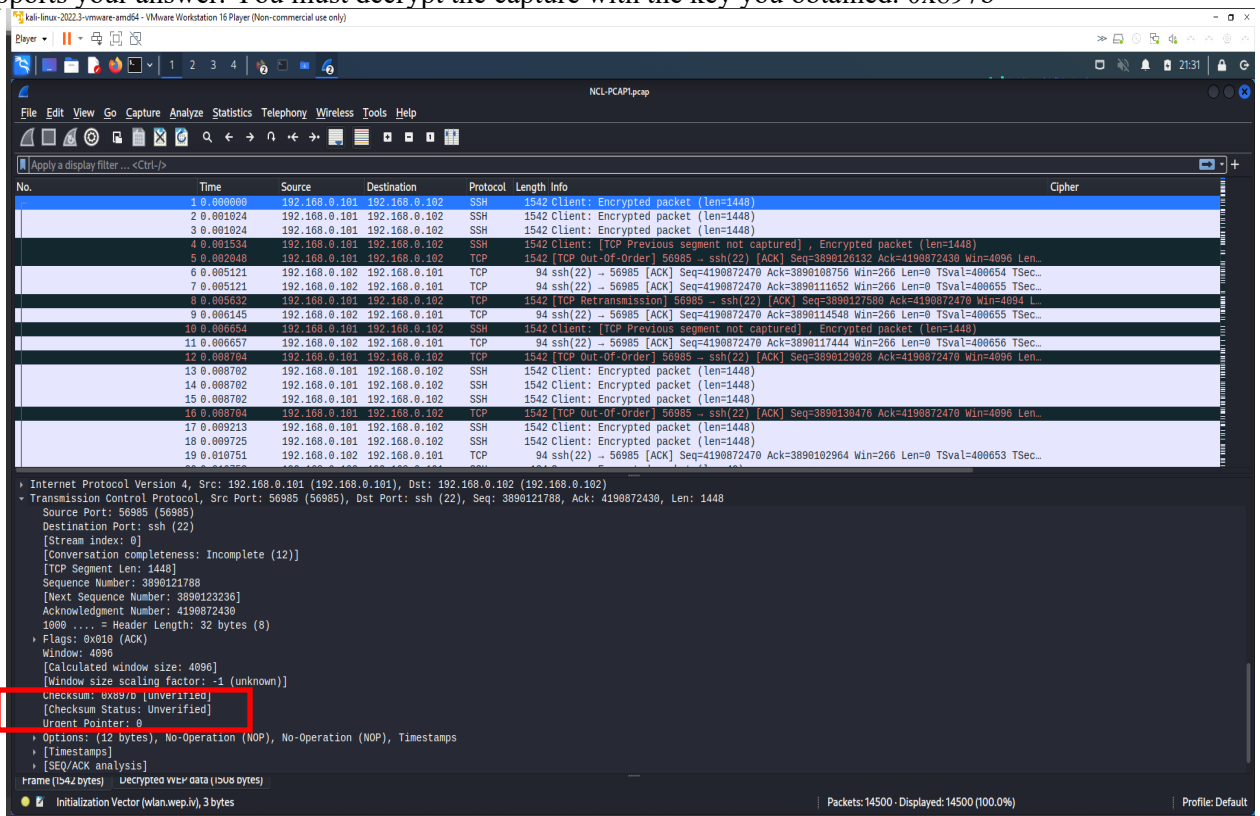 pports your answer. You must decrypt the capture with the key you obtained. 0x897b
kali-linux-2022.3-vmware-amd64 - VMware Workstation 16 Player (Non-commercial use only)
Player
1 2 3 4 21:31
NCL-PCAP1.pcap
File Edit View Go Capture Analyze Statistics Telephony Wireless Tools Help
Apply a display filter ... <Ctrl-/>
No. Time Source Destination Protocol Length Info Cipher
1 0.000000 192.168.0.101 192.168.0.102 SSH 1542 Client: Encrypted packet (len=1448)
2 0.001024 192.168.0.101 192.168.0.102 SSH 1542 Client: Encrypted packet (len=1448)
3 0.001024 192.168.0.101 192.168.0.102 SSH 1542 Client: Encrypted packet (len=1448)
4 0.001534 192.168.0.101 192.168.0.102 SSH 1542 Client: [TCP Previous segment not captured] , Encrypted packet (len=1448)
5 0.002048 192.168.0.101 192.168.0.102 TCP 1542 [TCP Out-Of-Order] 56985 → ssh(22) [ACK] Seq=3890126132 Ack=4190872430 Win=4096 Len…
6 0.005121 192.168.0.102 192.168.0.101 TCP 94 ssh(22) → 56985 [ACK] Seq=4190872470 Ack=3890108756 Win=266 Len=0 TSval=400654 TSec…
7 0.005121 192.168.0.102 192.168.0.101 TCP 94 ssh(22) → 56985 [ACK] Seq=4190872470 Ack=3890111652 Win=266 Len=0 TSval=400655 TSec…
8 0.005632 192.168.0.101 192.168.0.102 TCP 1542 [TCP Retransmission] 56985 → ssh(22) [ACK] Seq=3890127580 Ack=4190872470 Win=4094 L…
9 0.006145 192.168.0.102 192.168.0.101 TCP 94 ssh(22) → 56985 [ACK] Seq=4190872470 Ack=3890114548 Win=266 Len=0 TSval=400655 TSec…
10 0.006654 192.168.0.101 192.168.0.102 SSH 1542 Client: [TCP Previous segment not captured] , Encrypted packet (len=1448)
11 0.006657 192.168.0.102 192.168.0.101 TCP 94 ssh(22) → 56985 [ACK] Seq=4190872470 Ack=3890117444 Win=266 Len=0 TSval=400656 TSec…
12 0.008704 192.168.0.101 192.168.0.102 TCP 1542 [TCP Out-Of-Order] 56985 → ssh(22) [ACK] Seq=3890129028 Ack=4190872470 Win=4096 Len…
13 0.008702 192.168.0.101 192.168.0.102 SSH 1542 Client: Encrypted packet (len=1448)
14 0.008702 192.168.0.101 192.168.0.102 SSH 1542 Client: Encrypted packet (len=1448)
15 0.008702 192.168.0.101 192.168.0.102 SSH 1542 Client: Encrypted packet (len=1448)
16 0.008704 192.168.0.101 192.168.0.102 TCP 1542 [TCP Out-Of-Order] 56985 → ssh(22) [ACK] Seq=3890130476 Ack=4190872470 Win=4096 Len…
17 0.009213 192.168.0.101 192.168.0.102 SSH 1542 Client: Encrypted packet (len=1448)
18 0.009725 192.168.0.101 192.168.0.102 SSH 1542 Client: Encrypted packet (len=1448)
19 0.010751 192.168.0.102 192.168.0.101 TCP 94 ssh(22) → 56985 [ACK] Seq=4190872470 Ack=3890102964 Win=266 Len=0 TSval=400653 TSec…
Internet Protocol Version 4, Src: 192.168.0.101 (192.168.0.101), Dst: 192.168.0.102 (192.168.0.102)
Transmission Control Protocol, Src Port: 56985 (56985), Dst Port: ssh (22), Seq: 3890121788, Ack: 4190872430, Len: 1448
Source Port: 56985 (56985)
Destination Port: ssh (22)
[Stream index: 0]
[Conversation completeness: Incomplete (12)]
[TCP Segment Len: 1448]
Sequence Number: 3890121788
[Next Sequence Number: 3890123236]
Acknowledgment Number: 4190872430
1000 .... = Header Length: 32 bytes (8)
Flags: 0x010 (ACK)
Window: 4096
[Calculated window size: 4096]
[Window size scaling factor: -1 (unknown)]
Checksum: 0x897b [unverified]
[Checksum Status: Unverified]
Urgent Pointer: 0
Options: (12 bytes), No-Operation (NOP), No-Operation (NOP), Timestamps
[Timestamps]
[SEQ/ACK analysis]
Frame (1542 bytes) Decrypted WEP data (1508 bytes)
Initialization Vector (wlan.wep.iv), 3 bytes Packets: 14500 · Displayed: 14500 (100.0%) Profile: Default